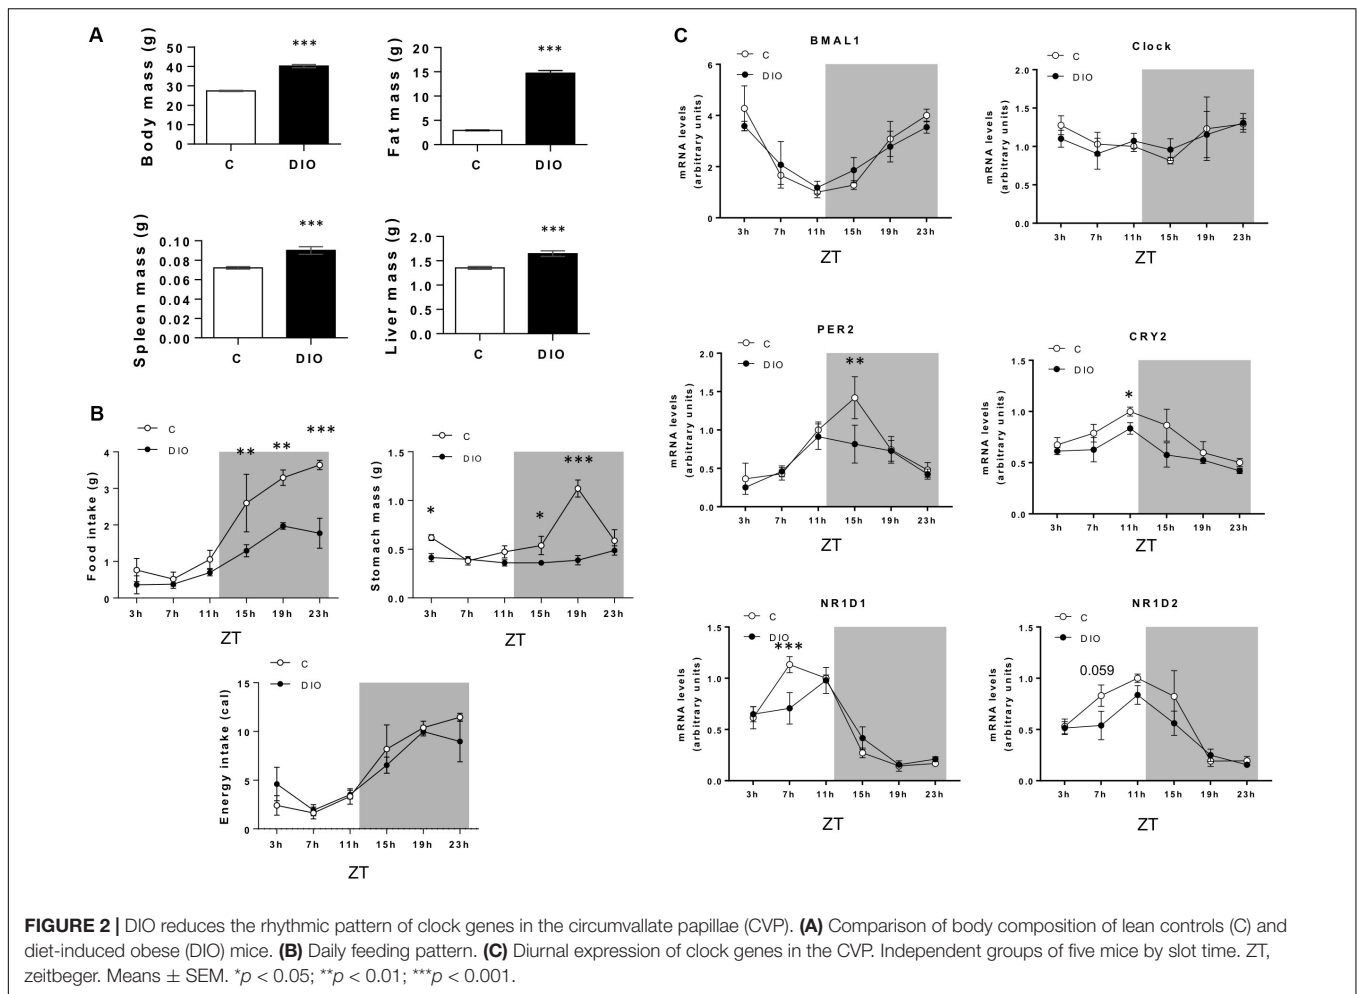 A
Body mass (g)
50
40
30
20
10
0
***
C DIO
Fat mass (g)
20
15
10
5
0
***
C DIO
Spleen mass (g)
0.10
0.08
0.06
0.04
0.02
0.00
***
C DIO
Liver mass (g)
2.0
1.5
1.0
0.5
0.0
***
C DIO
B
C
DIO
Food intake (g)
4
3
2
1
0
** ** ***
3h 7h 11h 15h 19h 23h
ZT
C
DIO
Stomach mass (g)
1.5
1.0
0.5
0.0
* * ***
3h 7h 11h 15h 19h 23h
ZT
C
DIO
Energy intake (cal)
15
10
5
0
3h 7h 11h 15h 19h 23h
ZT
C
BMAL1
C
DIO
mRNA levels
(arbitrary units)
6
4
2
0
3h 7h 11h 15h 19h 23h
ZT
Clock
C
DIO
mRNA levels
(arbitrary units)
2.0
1.5
1.0
0.5
0.0
3h 7h 11h 15h 19h 23h
ZT
PER2
C
DIO
mRNA levels
(arbitrary units)
2.0
1.5
1.0
0.5
0.0
**
3h 7h 11h 15h 19h 23h
ZT
CRY2
C
DIO
mRNA levels
(arbitrary units)
1.5
1.0
0.5
0.0
*
3h 7h 11h 15h 19h 23h
ZT
NR1D1
C
DIO
mRNA levels
(arbitrary units)
1.5
1.0
0.5
0.0
***
3h 7h 11h 15h 19h 23h
ZT
NR1D2
C
DIO
mRNA levels
(arbitrary units)
1.5
1.0
0.5
0.0
0.059
3h 7h 11h 15h 19h 23h
ZT
FIGURE 2 | DIO reduces the rhythmic pattern of clock genes in the circumvallate papillae (CVP). (A) Comparison of body composition of lean controls (C) and
diet-induced obese (DIO) mice. (B) Daily feeding pattern. (C) Diurnal expression of clock genes in the CVP. Independent groups of five mice by slot time. ZT,
zeitbeger. Means ± SEM. *p < 0.05; **p < 0.01; ***p < 0.001.